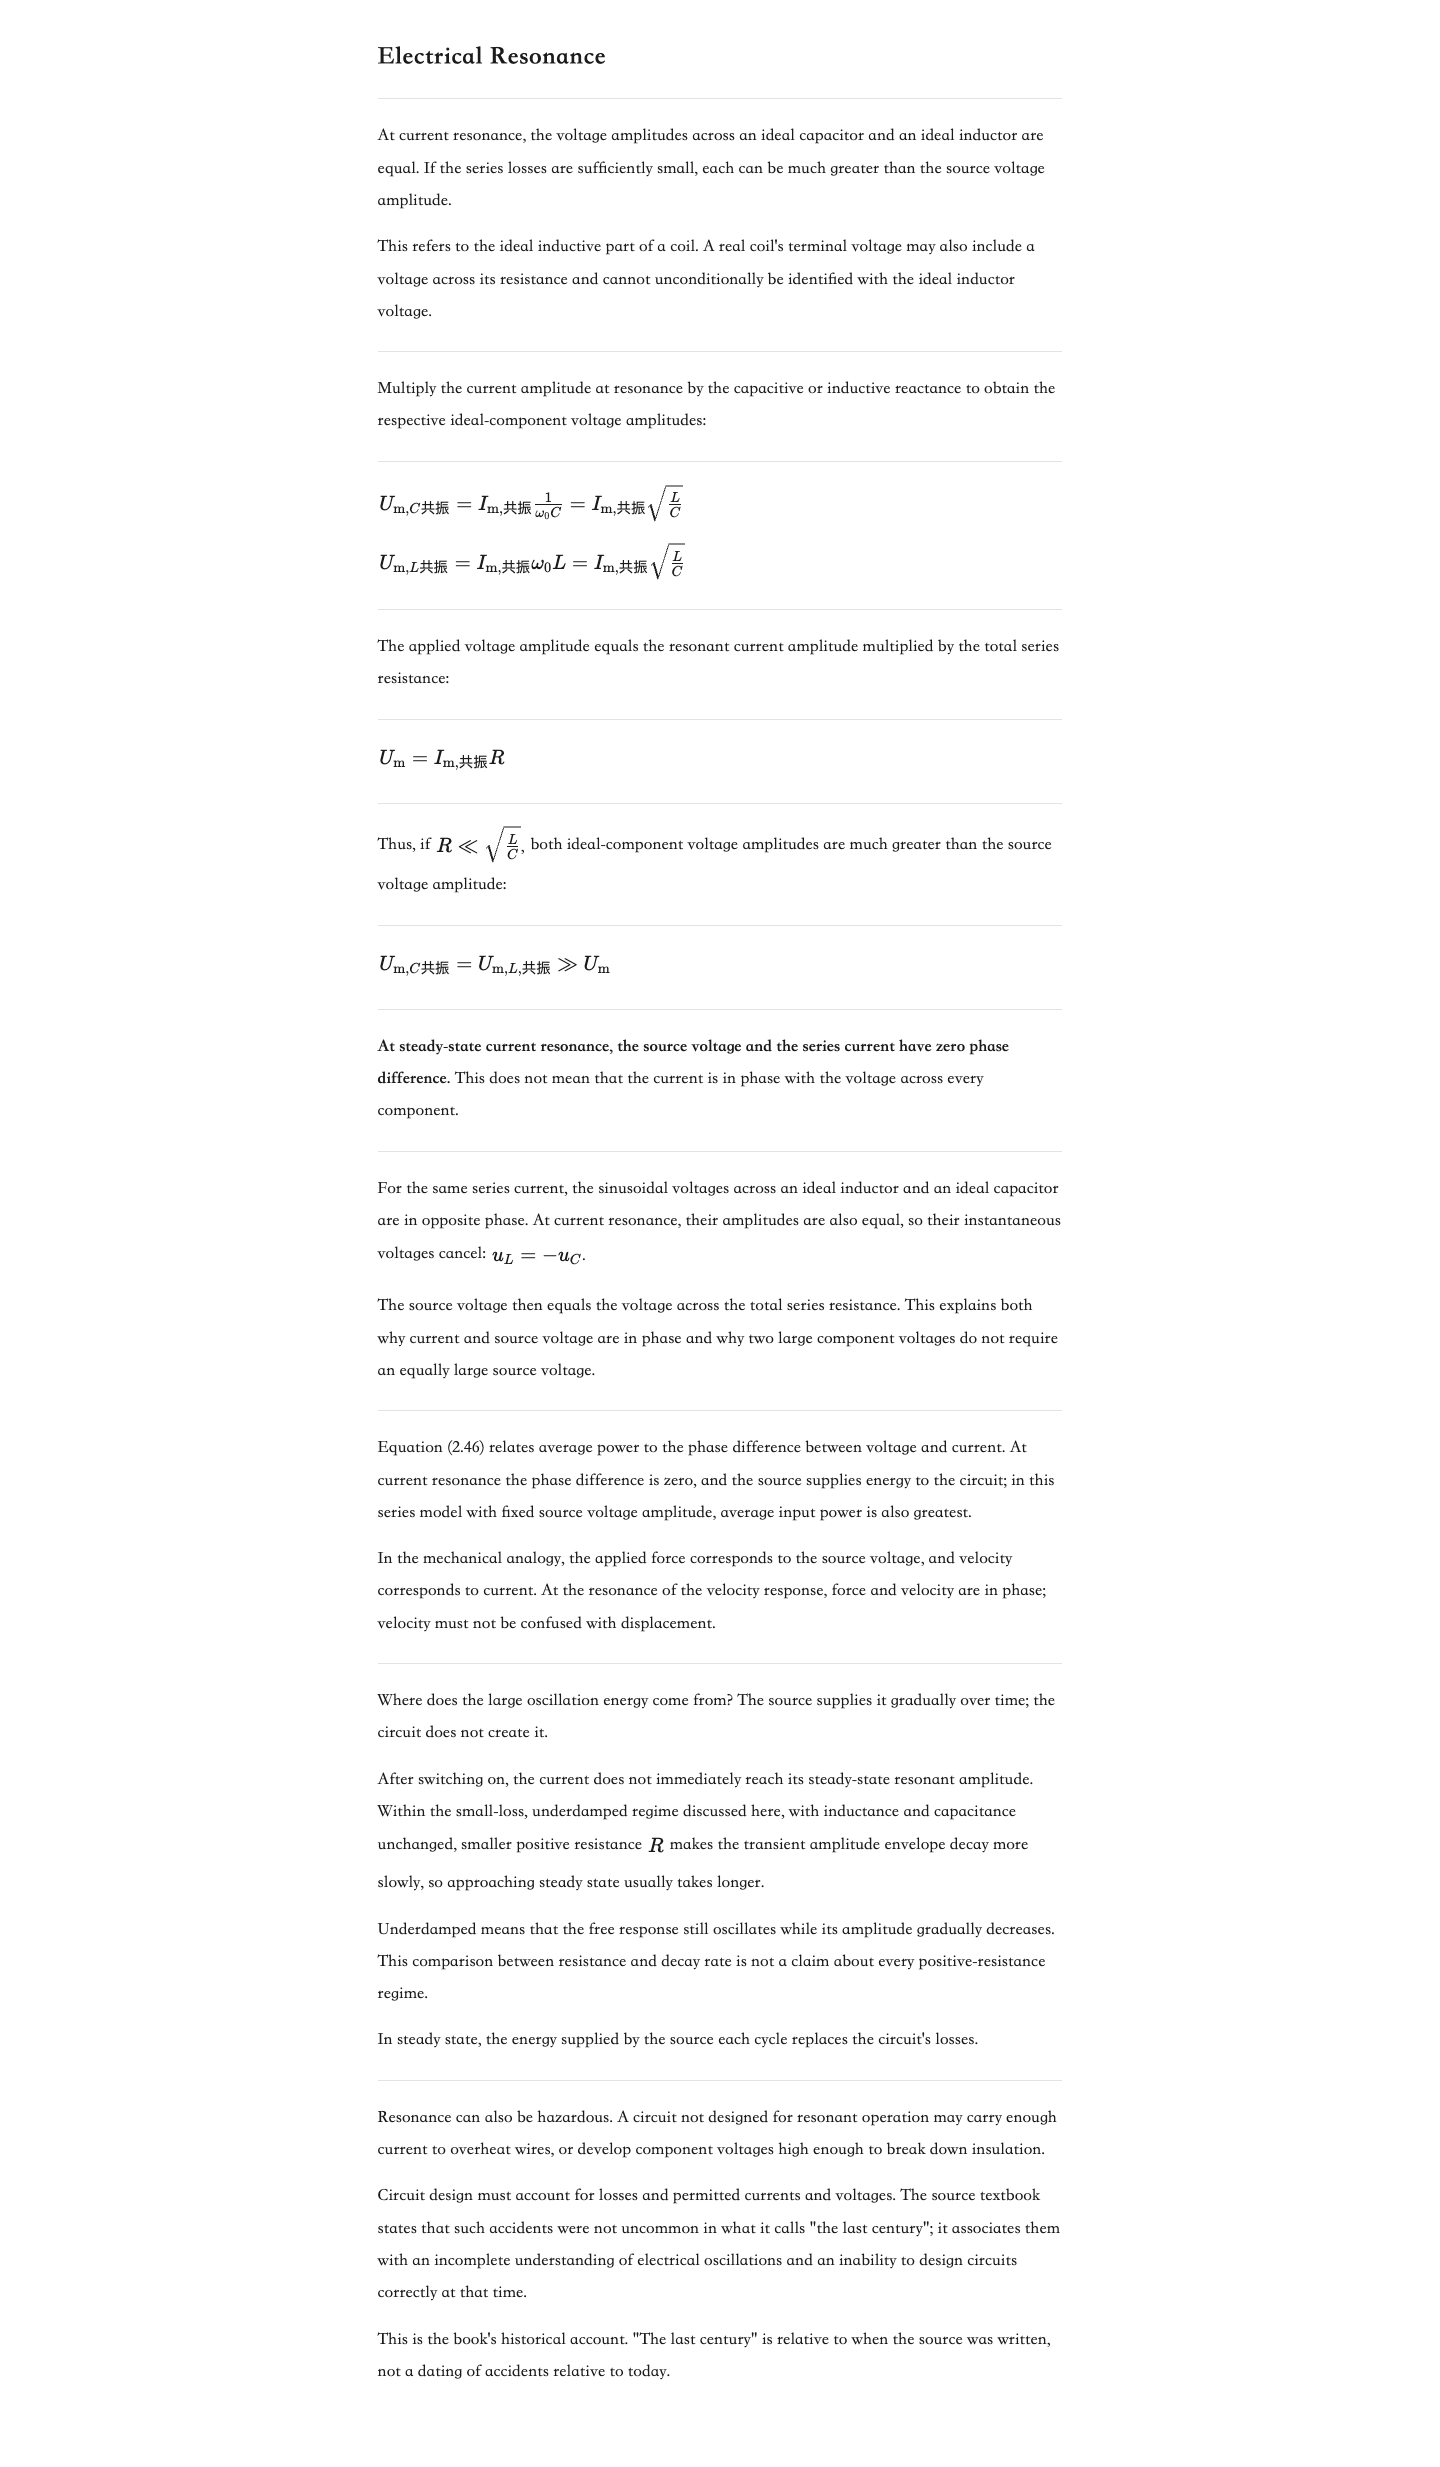 Electrical Resonance
At current resonance, the voltage amplitudes across an ideal capacitor and an ideal inductor are
equal. If the series losses are sufficiently small, each can be much greater than the source voltage
amplitude.
This refers to the ideal inductive part of a coil. A real coil's terminal voltage may also include a
voltage across its resistance and cannot unconditionally be identified with the ideal inductor
voltage.
Multiply the current amplitude at resonance by the capacitive or inductive reactance to obtain the
respective ideal-component voltage amplitudes:
$U_{\mathrm{m},C共振} = I_{\mathrm{m},共振}\frac{1}{\omega_0 C} = I_{\mathrm{m},共振}\sqrt{\frac{L}{C}}$
$U_{\mathrm{m},L共振} = I_{\mathrm{m},共振}\omega_0 L = I_{\mathrm{m},共振}\sqrt{\frac{L}{C}}$
The applied voltage amplitude equals the resonant current amplitude multiplied by the total series
resistance:
$U_{\mathrm{m}} = I_{\mathrm{m},共振}R$
Thus, if $R \ll \sqrt{\frac{L}{C}}$, both ideal-component voltage amplitudes are much greater than the source
voltage amplitude:
$U_{\mathrm{m},C共振} = U_{\mathrm{m},L,共振} \gg U_{\mathrm{m}}$
At steady-state current resonance, the source voltage and the series current have zero phase
difference. This does not mean that the current is in phase with the voltage across every
component.
For the same series current, the sinusoidal voltages across an ideal inductor and an ideal capacitor
are in opposite phase. At current resonance, their amplitudes are also equal, so their instantaneous
voltages cancel: $u_L = -u_C$.
The source voltage then equals the voltage across the total series resistance. This explains both
why current and source voltage are in phase and why two large component voltages do not require
an equally large source voltage.
Equation (2.46) relates average power to the phase difference between voltage and current. At
current resonance the phase difference is zero, and the source supplies energy to the circuit; in this
series model with fixed source voltage amplitude, average input power is also greatest.
In the mechanical analogy, the applied force corresponds to the source voltage, and velocity
corresponds to current. At the resonance of the velocity response, force and velocity are in phase;
velocity must not be confused with displacement.
Where does the large oscillation energy come from? The source supplies it gradually over time; the
circuit does not create it.
After switching on, the current does not immediately reach its steady-state resonant amplitude.
Within the small-loss, underdamped regime discussed here, with inductance and capacitance
unchanged, smaller positive resistance $R$ makes the transient amplitude envelope decay more
slowly, so approaching steady state usually takes longer.
Underdamped means that the free response still oscillates while its amplitude gradually decreases.
This comparison between resistance and decay rate is not a claim about every positive-resistance
regime.
In steady state, the energy supplied by the source each cycle replaces the circuit's losses.
Resonance can also be hazardous. A circuit not designed for resonant operation may carry enough
current to overheat wires, or develop component voltages high enough to break down insulation.
Circuit design must account for losses and permitted currents and voltages. The source textbook
states that such accidents were not uncommon in what it calls "the last century"; it associates them
with an incomplete understanding of electrical oscillations and an inability to design circuits
correctly at that time.
This is the book's historical account. "The last century" is relative to when the source was written,
not a dating of accidents relative to today.